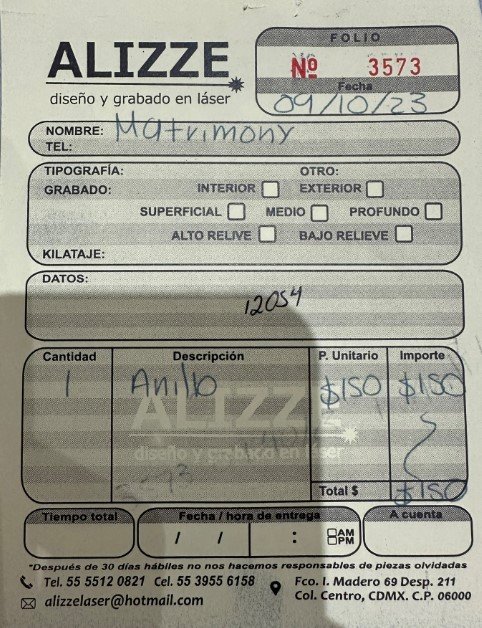 ALIZZE
diseño y grabado en láser
FOLIO
Nº 3573
Fecha
09/10/23
NOMBRE: Matrimony
TEL:
TIPOGRAFÍA: OTRO:
GRABADO: INTERIOR EXTERIOR
SUPERFICIAL MEDIO PROFUNDO
ALTO RELIVE BAJO RELIEVE
KILATAJE:
DATOS:
12054
Cantidad Descripción P. Unitario Importe
1 Anillo $150 $150
ALIZZE
diseño y grabado en láser
Total $ $150
Tiempo total Fecha / hora de entrega A cuenta
/ / : AM
PM
*Después de 30 días hábiles no nos hacemos responsables de piezas olvidadas
Tel. 55 5512 0821 Cel. 55 3955 6158
alizzelaser@hotmail.com
Fco. I. Madero 69 Desp. 211
Col. Centro, CDMX. C.P. 06000